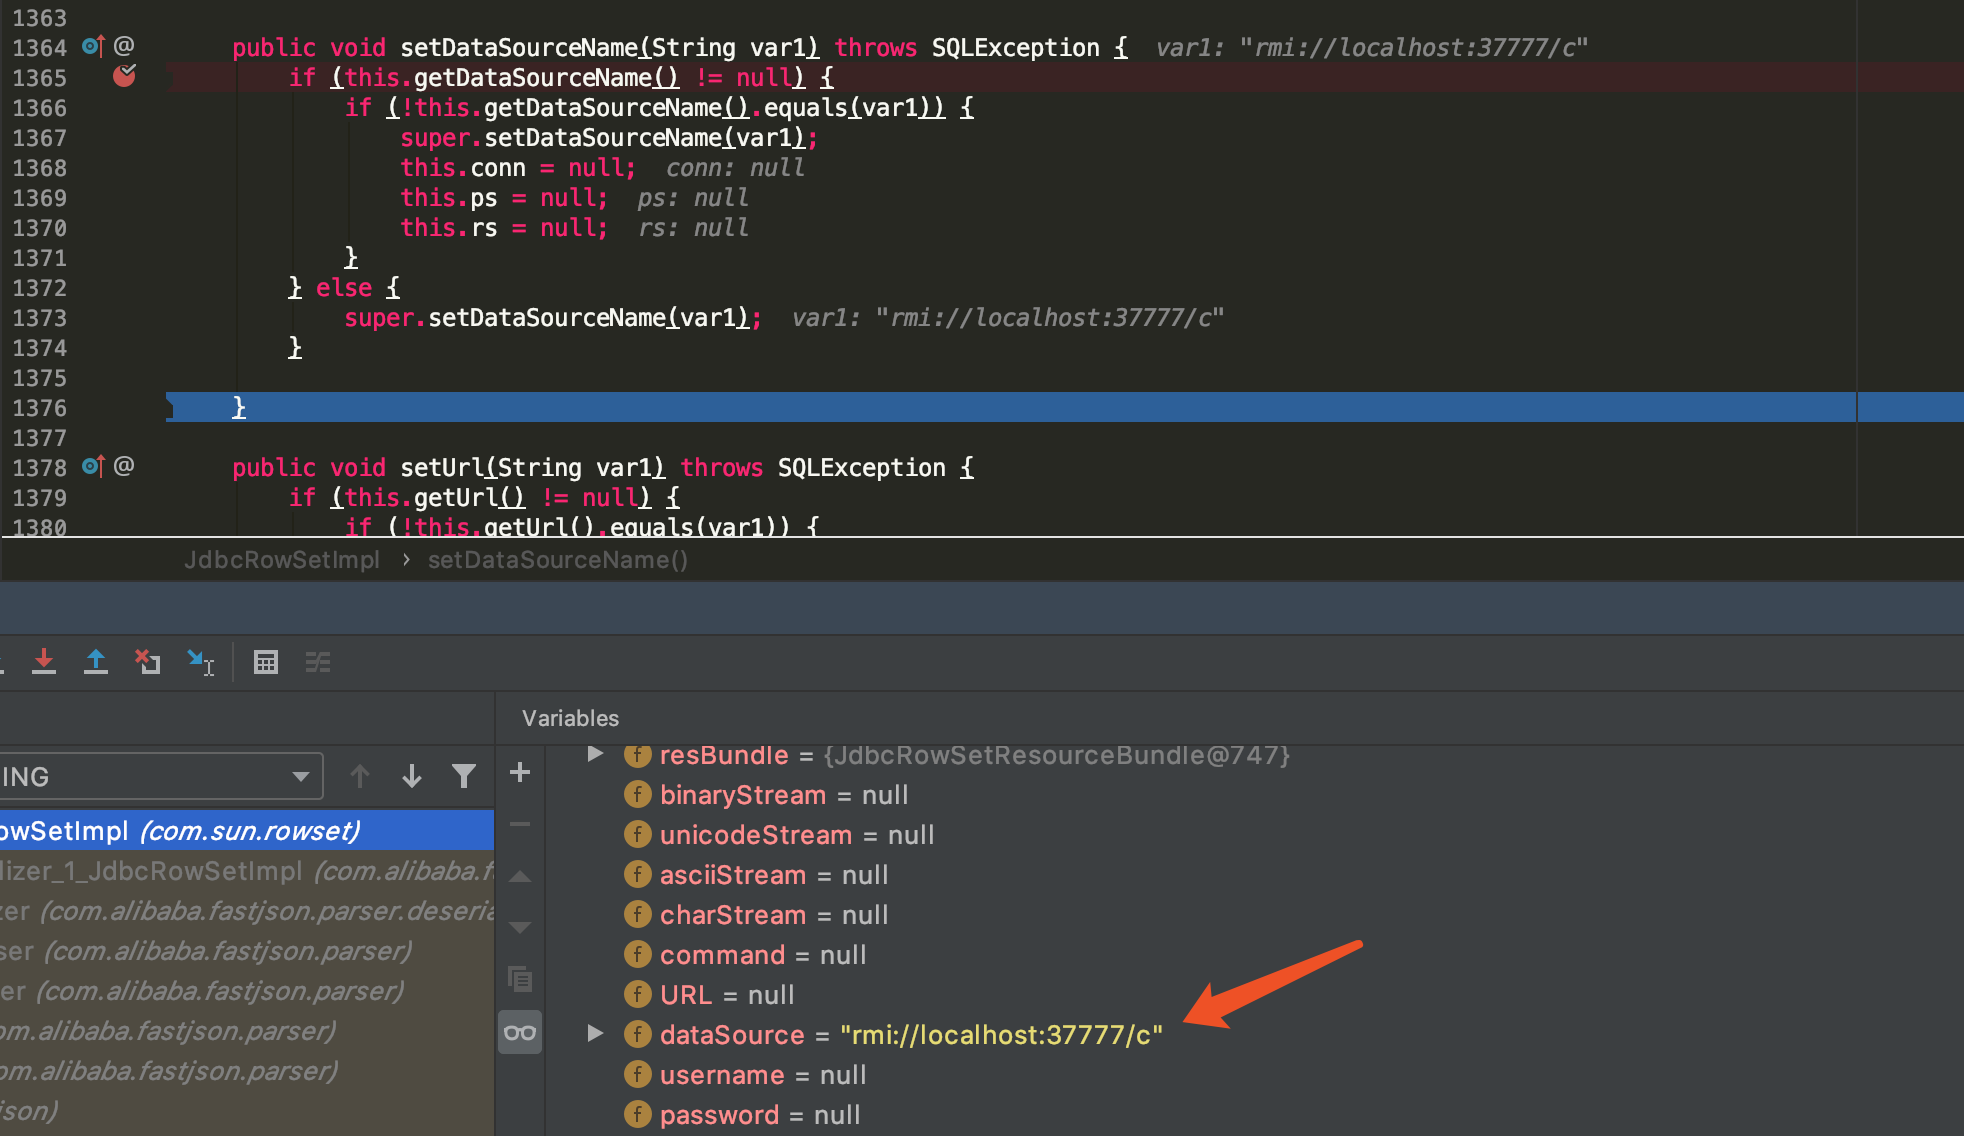 1363
1364 @ public void setDataSourceName(String var1) throws SQLException { var1: "rmi://localhost:37777/c"
1365 if (this.getDataSourceName() != null) {
1366 if (!this.getDataSourceName().equals(var1)) {
1367 super.setDataSourceName(var1);
1368 this.conn = null; conn: null
1369 this.ps = null; ps: null
1370 this.rs = null; rs: null
1371 }
1372 } else {
1373 super.setDataSourceName(var1); var1: "rmi://localhost:37777/c"
1374 }
1375
1376 }
1377
1378 @ public void setUrl(String var1) throws SQLException {
1379 if (this.getUrl() != null) {
1380 if (!this.getUrl().equals(var1)) {
JdbcRowSetImpl › setDataSourceName()
Variables
ING
owSetImpl (com.sun.rowset)
lizer_1_JdbcRowSetImpl (com.alibaba.f
zer (com.alibaba.fastjson.parser.deseria
ser (com.alibaba.fastjson.parser)
er (com.alibaba.fastjson.parser)
om.alibaba.fastjson.parser)
om.alibaba.fastjson.parser)
json)
resBundle = {JdbcRowSetResourceBundle@747}
binaryStream = null
unicodeStream = null
asciiStream = null
charStream = null
command = null
URL = null
dataSource = "rmi://localhost:37777/c"
username = null
password = null